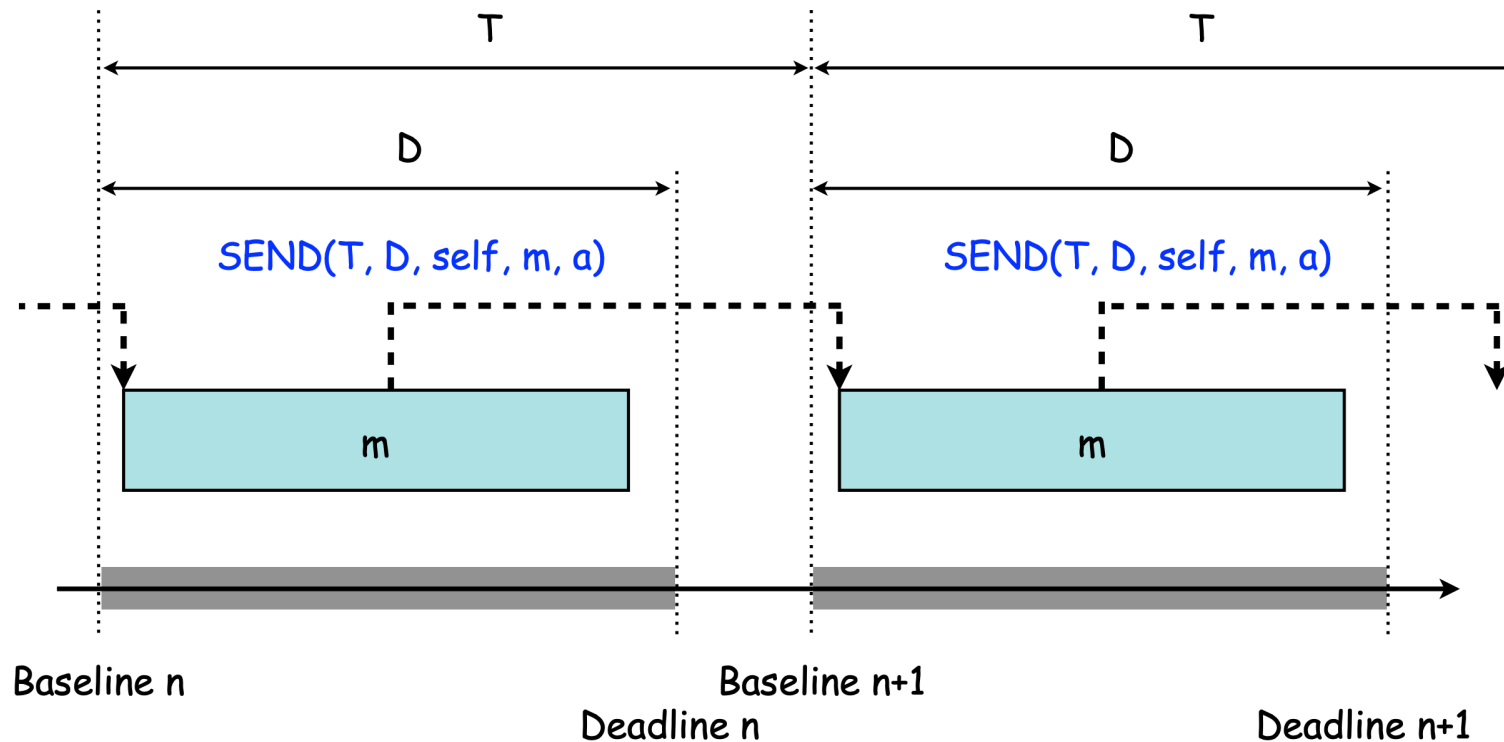 T T
D D
SEND(T, D, self, m, a) SEND(T, D, self, m, a)
m m
Baseline n Baseline n+1
Deadline n Deadline n+1